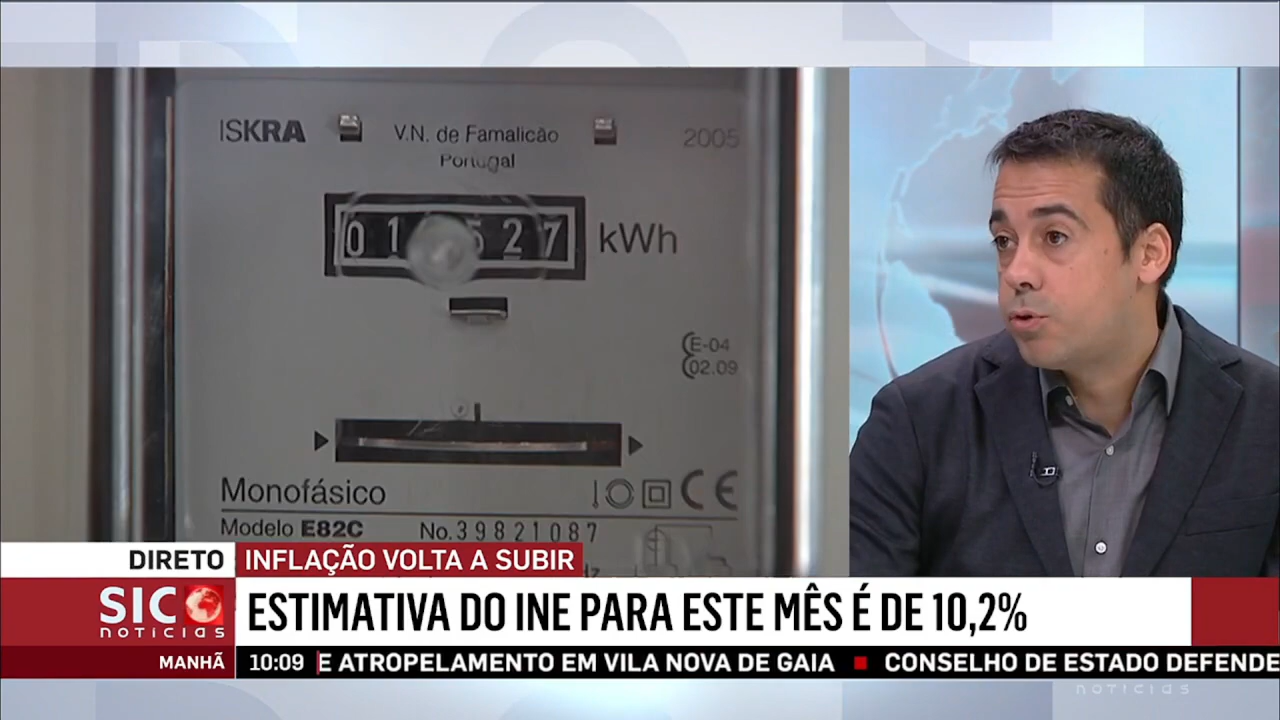 ISKRA
V.N. de Famalicão
Portugal
2005
kWh
E-04
02.09
Monofásico
CE
Modelo E82C
No.39821087
DIRETO
INFLAÇÃO VOLTA A SUBIR
SIC
notícias
ESTIMATIVA DO INE PARA ESTE MÊS É DE 10,2%
MANHÃ
10:09
E ATROPELAMENTO EM VILA NOVA DE GAIA ■ CONSELHO DE ESTADO DEFENDE
notícias